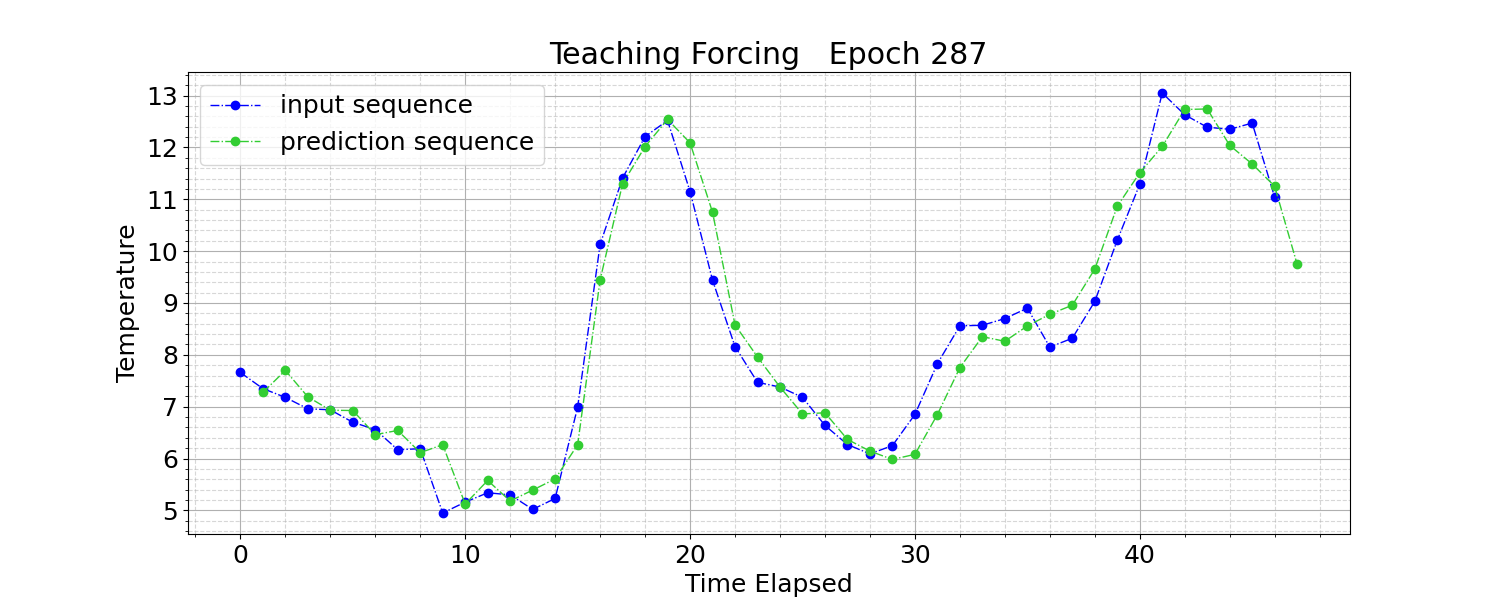 Teaching Forcing   Epoch 287
input sequence
prediction sequence
Temperature
13
12
11
10
9
8
7
6
5
0 10 20 30 40
Time Elapsed